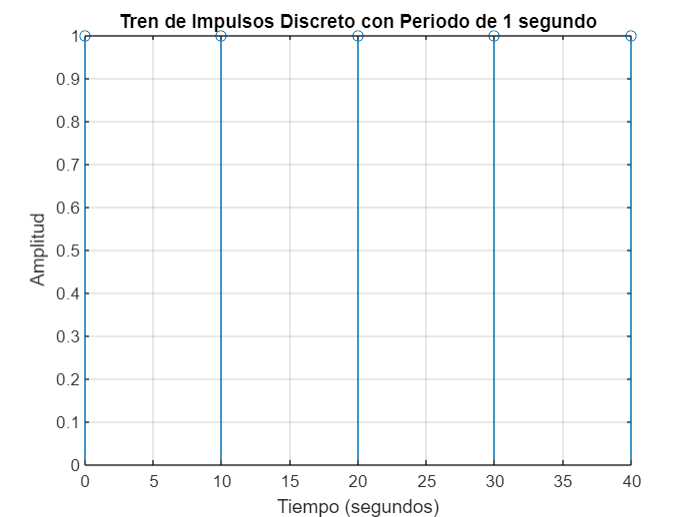 Tren de Impulsos Discreto con Periodo de 1 segundo
1
0.9
0.8
0.7
0.6
0.5
0.4
0.3
0.2
0.1
0
Amplitud
0 5 10 15 20 25 30 35 40
Tiempo (segundos)